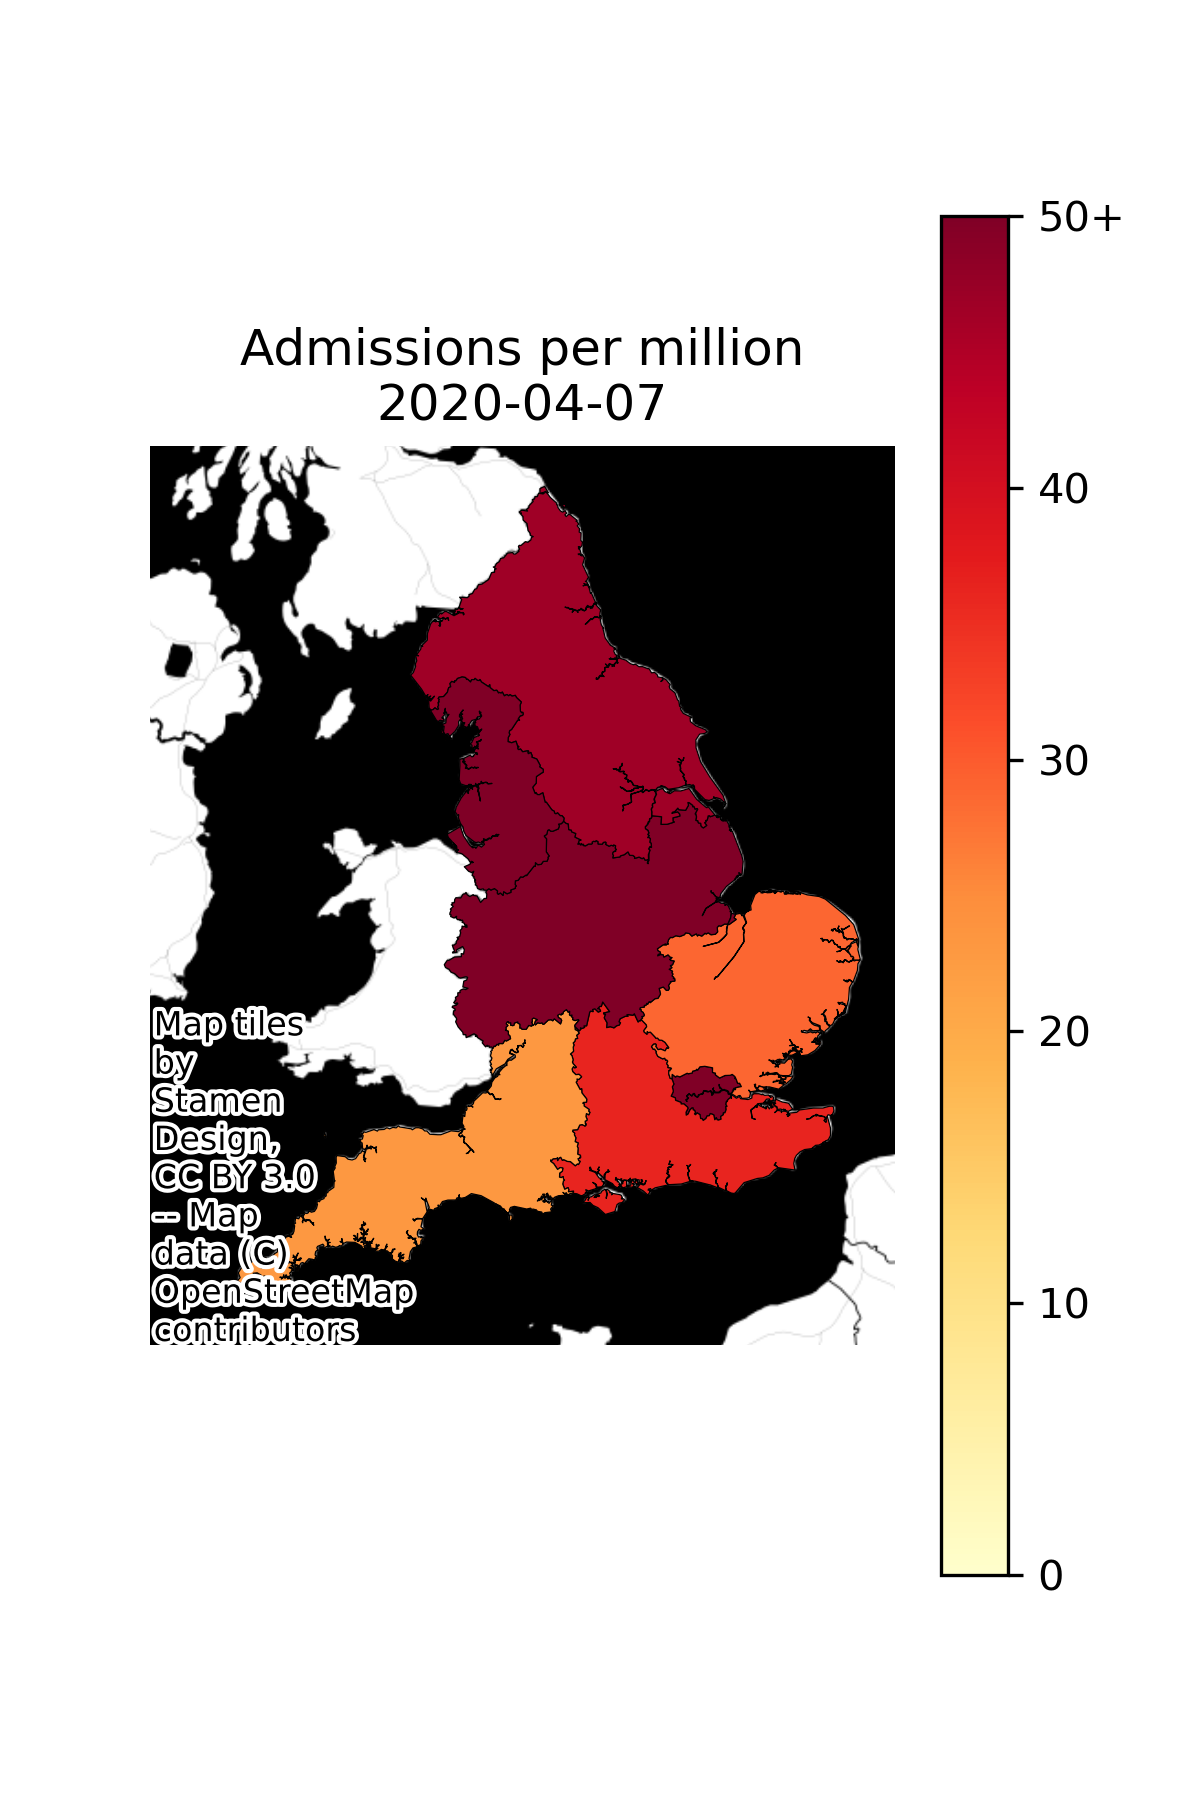 Admissions per million
2020-04-07
50+
40
30
20
10
0
Map tiles
by
Stamen
Design,
CC BY 3.0
-- Map
data (C)
OpenStreetMap
contributors